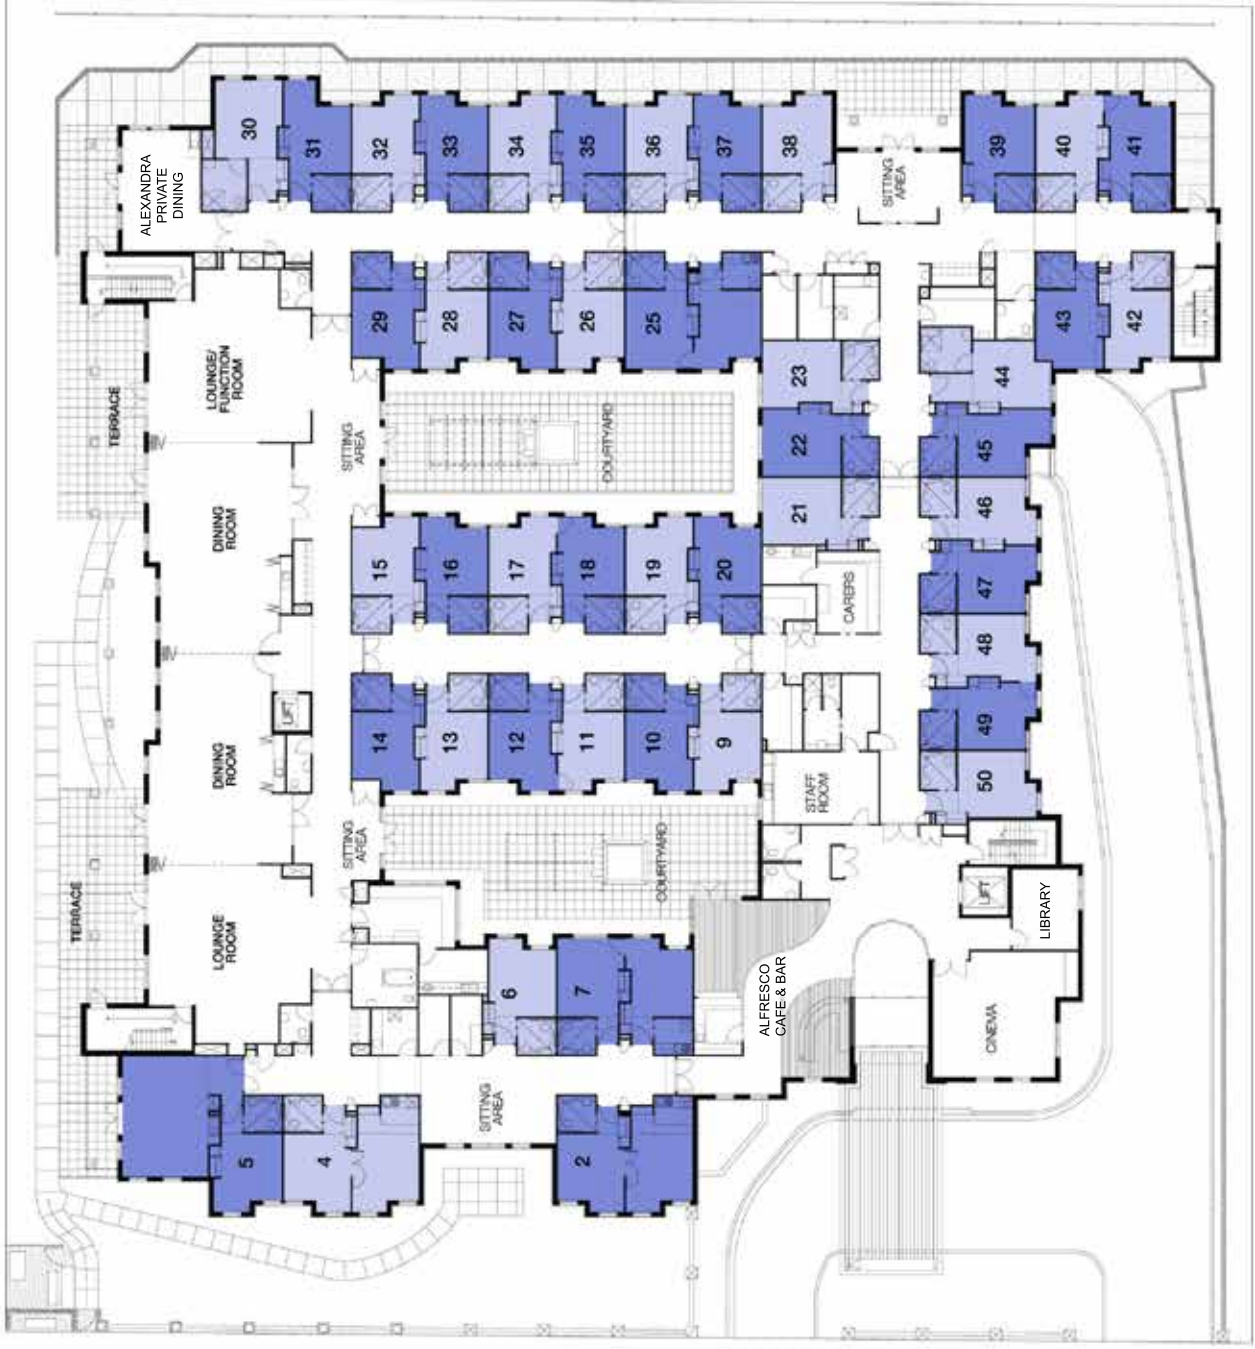 30
31
32
33
34
35
36
37
38
39
40
41
ALEXANDRA
PRIVATE
DINING
SITTING
AREA
29
28
27
26
25
43
42
LOUNGE/
FUNCTION
ROOM
TERRACE
SITTING
AREA
COURTYARD
23
44
22
45
21
46
DINING
ROOM
15
16
17
18
19
20
CARERS
47
48
LIFT
DINING
ROOM
14
13
12
11
10
9
49
STAFF
ROOM
50
SITTING
AREA
COURTYARD
TERRACE
LOUNGE
ROOM
LIFT
LIBRARY
6
7
ALFRESCO
CAFE & BAR
CINEMA
SITTING
AREA
5
4
2